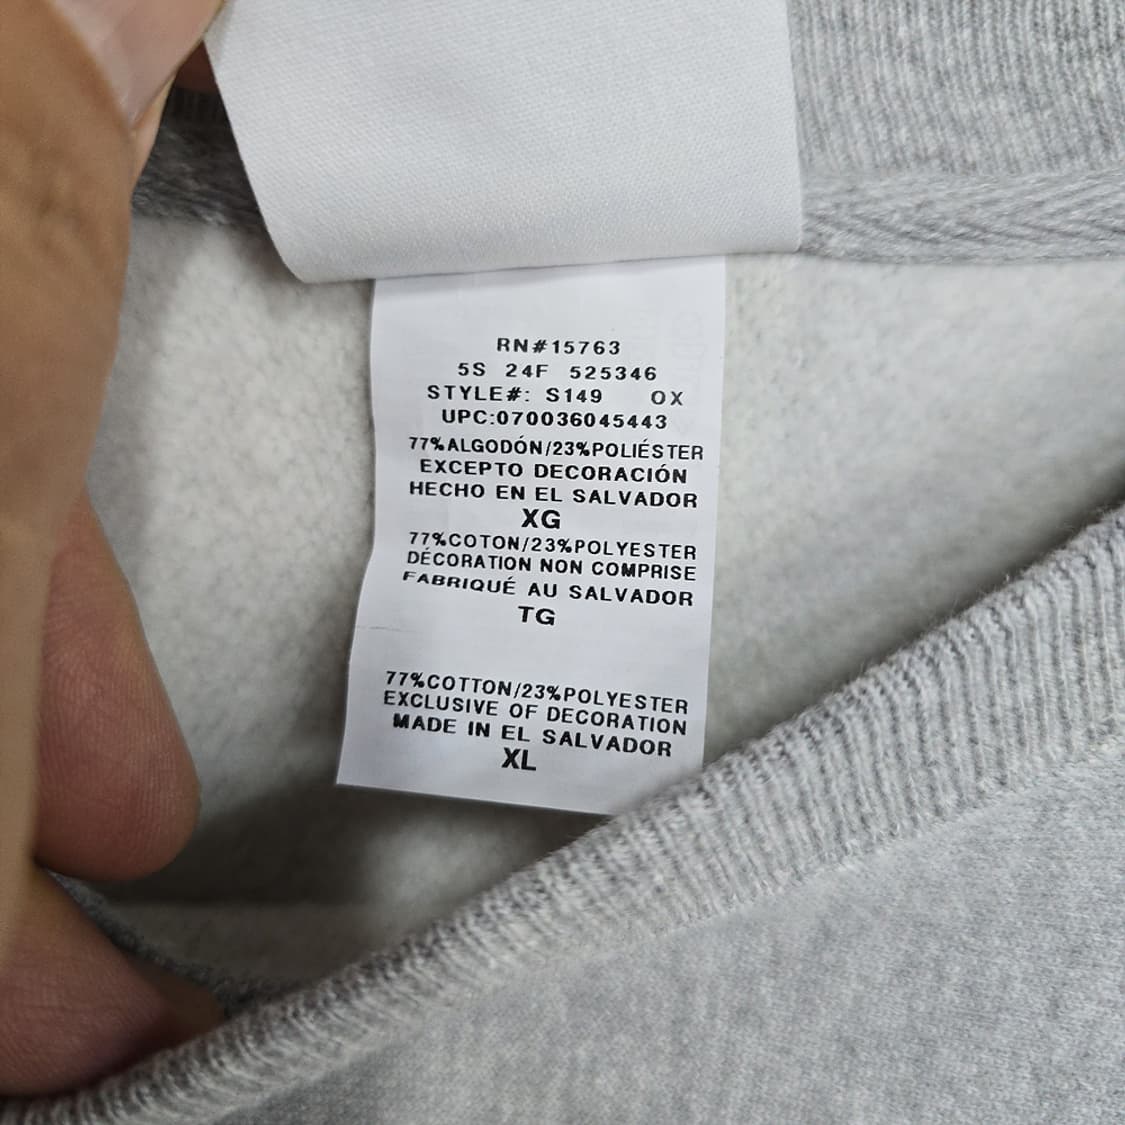 RN#15763
5S 24F 525346
STYLE#: S149 OX
UPC:070036045443
77%ALGODÓN/23%POLIÉSTER
EXCEPTO DECORACIÓN
HECHO EN EL SALVADOR
XG
77%COTON/23%POLYESTER
DÉCORATION NON COMPRISE
FABRIQUÉ AU SALVADOR
TG
77%COTTON/23%POLYESTER
EXCLUSIVE OF DECORATION
MADE IN EL SALVADOR
XL